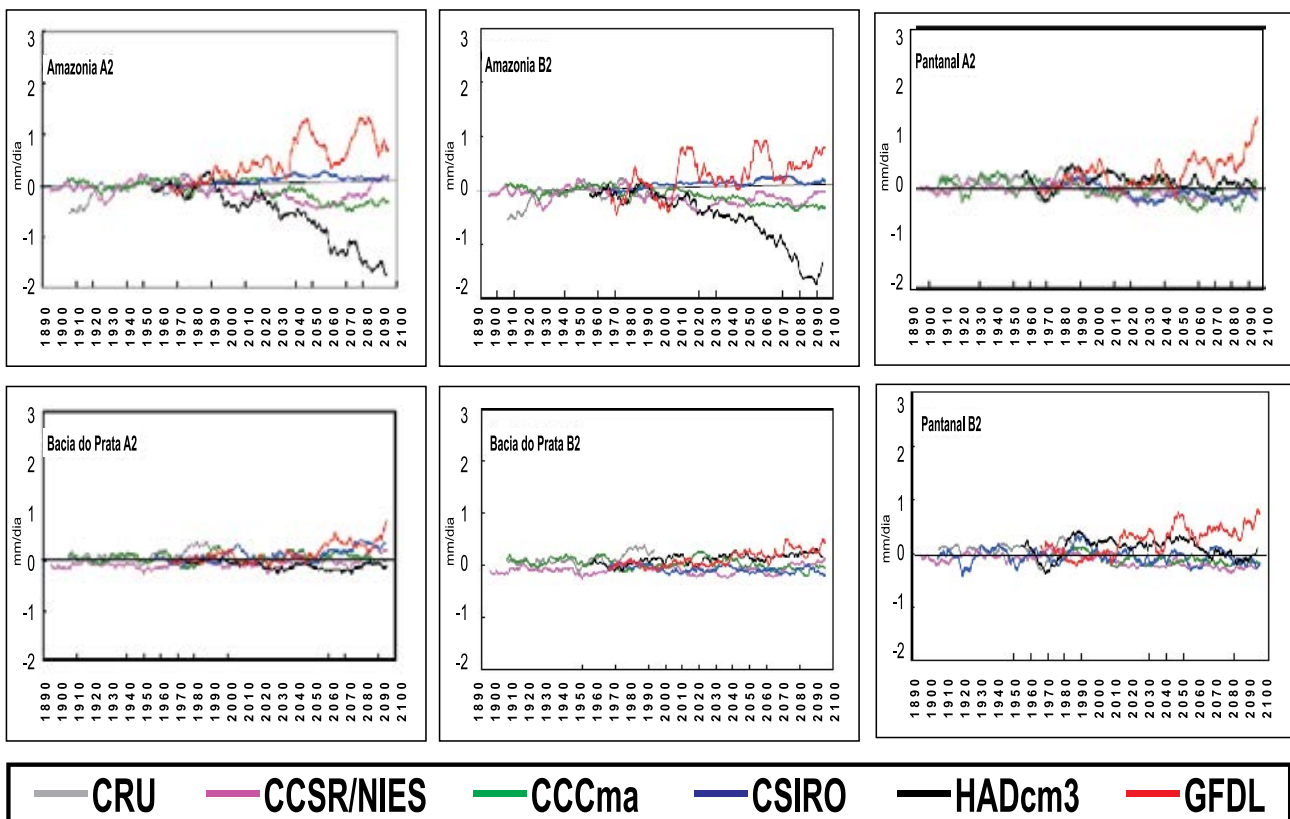 3
2
1
0
-1
-2
mm/dia
Amazonia A2
1890 1900 1910 1920 1930 1940 1950 1960 1970 1980 1990 2000 2010 2020 2030 2040 2050 2060 2070 2080 2090 2100
3
2
1
0
-1
-2
mm/dia
Amazonia B2
1890 1900 1910 1920 1930 1940 1950 1960 1970 1980 1990 2000 2010 2020 2030 2040 2050 2060 2070 2080 2090 2100
3
2
1
0
-1
-2
mm/dia
Pantanal A2
1890 1900 1910 1920 1930 1940 1950 1960 1970 1980 1990 2000 2010 2020 2030 2040 2050 2060 2070 2080 2090 2100
3
2
1
0
-1
-2
mm/dia
Bacia do Prata A2
1890 1900 1910 1920 1930 1940 1950 1960 1970 1980 1990 2000 2010 2020 2030 2040 2050 2060 2070 2080 2090 2100
3
2
1
0
-1
-2
mm/dia
Bacia do Prata B2
1890 1900 1910 1920 1930 1940 1950 1960 1970 1980 1990 2000 2010 2020 2030 2040 2050 2060 2070 2080 2090 2100
3
2
1
0
-1
-2
mm/dia
Pantanal B2
1890 1900 1910 1920 1930 1940 1950 1960 1970 1980 1990 2000 2010 2020 2030 2040 2050 2060 2070 2080 2090 2100
CRU CCSR/NIES CCCma CSIRO HADcm3 GFDL